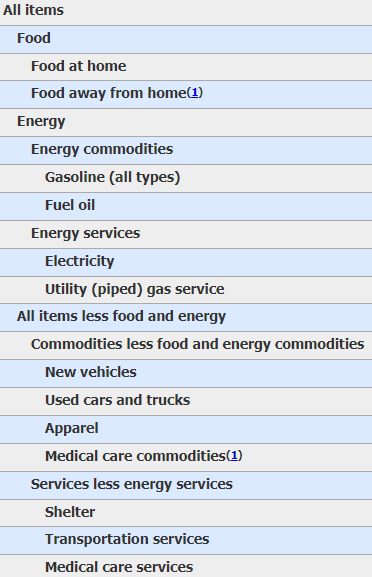 All items
Food
Food at home
Food away from home(1)
Energy
Energy commodities
Gasoline (all types)
Fuel oil
Energy services
Electricity
Utility (piped) gas service
All items less food and energy
Commodities less food and energy commodities
New vehicles
Used cars and trucks
Apparel
Medical care commodities(1)
Services less energy services
Shelter
Transportation services
Medical care services